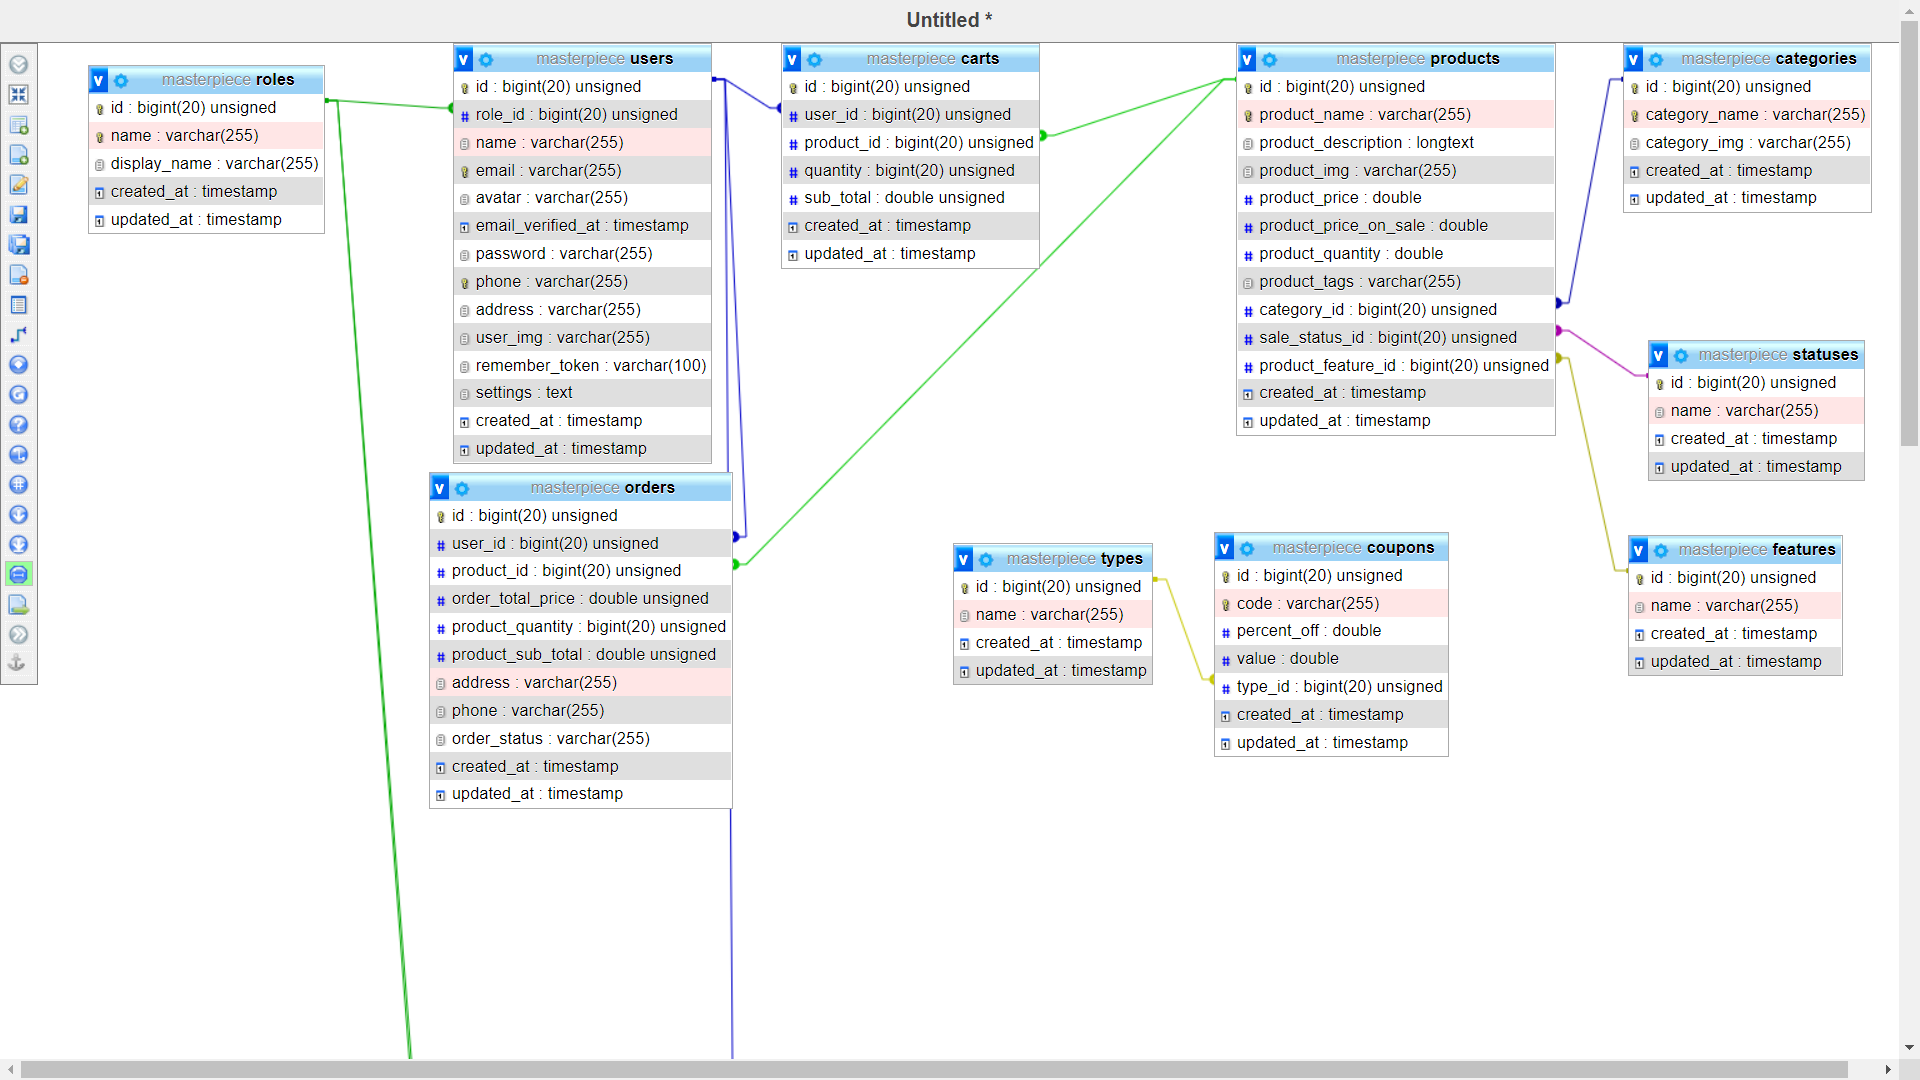 Untitled *
masterpiece roles
id : bigint(20) unsigned
name : varchar(255)
display_name : varchar(255)
created_at : timestamp
updated_at : timestamp
masterpiece users
id : bigint(20) unsigned
role_id : bigint(20) unsigned
name : varchar(255)
email : varchar(255)
avatar : varchar(255)
email_verified_at : timestamp
password : varchar(255)
phone : varchar(255)
address : varchar(255)
user_img : varchar(255)
remember_token : varchar(100)
settings : text
created_at : timestamp
updated_at : timestamp
masterpiece carts
id : bigint(20) unsigned
user_id : bigint(20) unsigned
product_id : bigint(20) unsigned
quantity : bigint(20) unsigned
sub_total : double unsigned
created_at : timestamp
updated_at : timestamp
masterpiece products
id : bigint(20) unsigned
product_name : varchar(255)
product_description : longtext
product_img : varchar(255)
product_price : double
product_price_on_sale : double
product_quantity : double
product_tags : varchar(255)
category_id : bigint(20) unsigned
sale_status_id : bigint(20) unsigned
product_feature_id : bigint(20) unsigned
created_at : timestamp
updated_at : timestamp
masterpiece categories
id : bigint(20) unsigned
category_name : varchar(255)
category_img : varchar(255)
created_at : timestamp
updated_at : timestamp
masterpiece statuses
id : bigint(20) unsigned
name : varchar(255)
created_at : timestamp
updated_at : timestamp
masterpiece orders
id : bigint(20) unsigned
user_id : bigint(20) unsigned
product_id : bigint(20) unsigned
order_total_price : double unsigned
product_quantity : bigint(20) unsigned
product_sub_total : double unsigned
address : varchar(255)
phone : varchar(255)
order_status : varchar(255)
created_at : timestamp
updated_at : timestamp
masterpiece types
id : bigint(20) unsigned
name : varchar(255)
created_at : timestamp
updated_at : timestamp
masterpiece coupons
id : bigint(20) unsigned
code : varchar(255)
percent_off : double
value : double
type_id : bigint(20) unsigned
created_at : timestamp
updated_at : timestamp
masterpiece features
id : bigint(20) unsigned
name : varchar(255)
created_at : timestamp
updated_at : timestamp